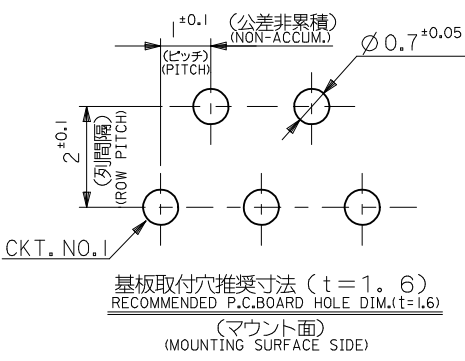 1±0.1
(公差非累積)
(NON-ACCUM.)
(ピッチ)
(PITCH)
∅0.7±0.05
2±0.1
(列間隔)
(ROW PITCH)
CKT. NO.1
基板取付穴推奨寸法 (t=1. 6)
RECOMMENDED P.C.BOARD HOLE DIM.(t=1.6)
(マウント面)
(MOUNTING SURFACE SIDE)